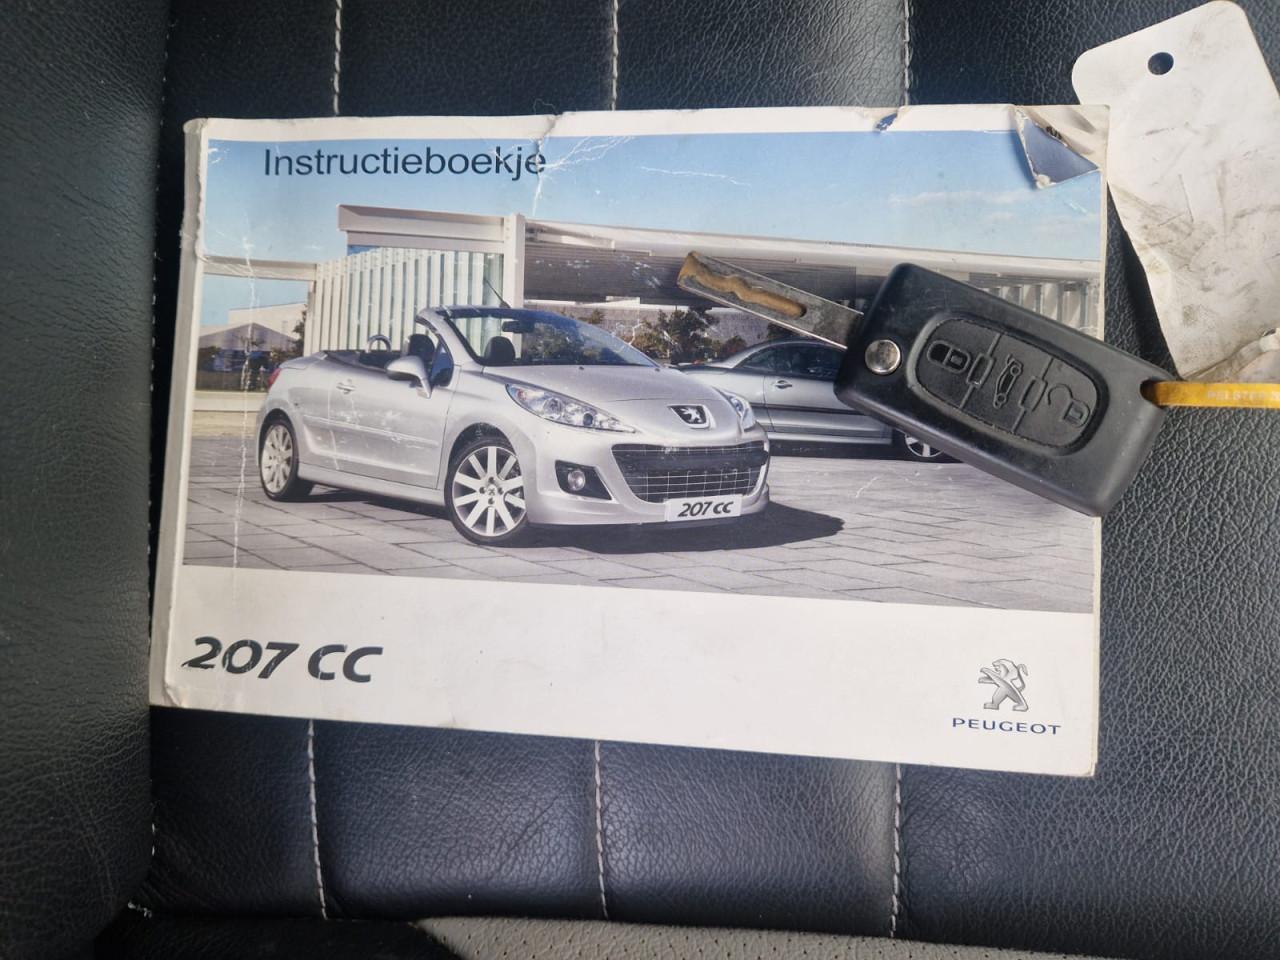 Instructieboekje
207 CC
207 CC
PEUGEOT